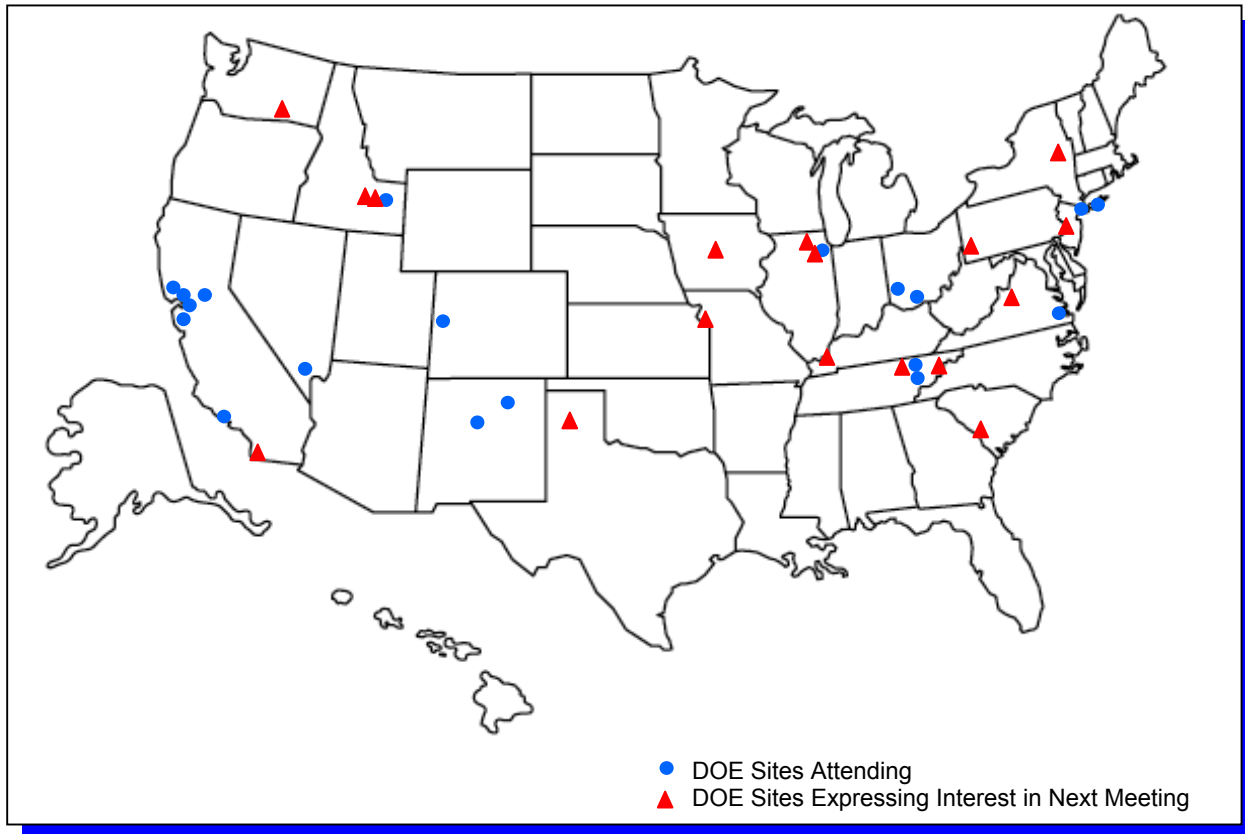 DOE Sites Attending
DOE Sites Expressing Interest in Next Meeting